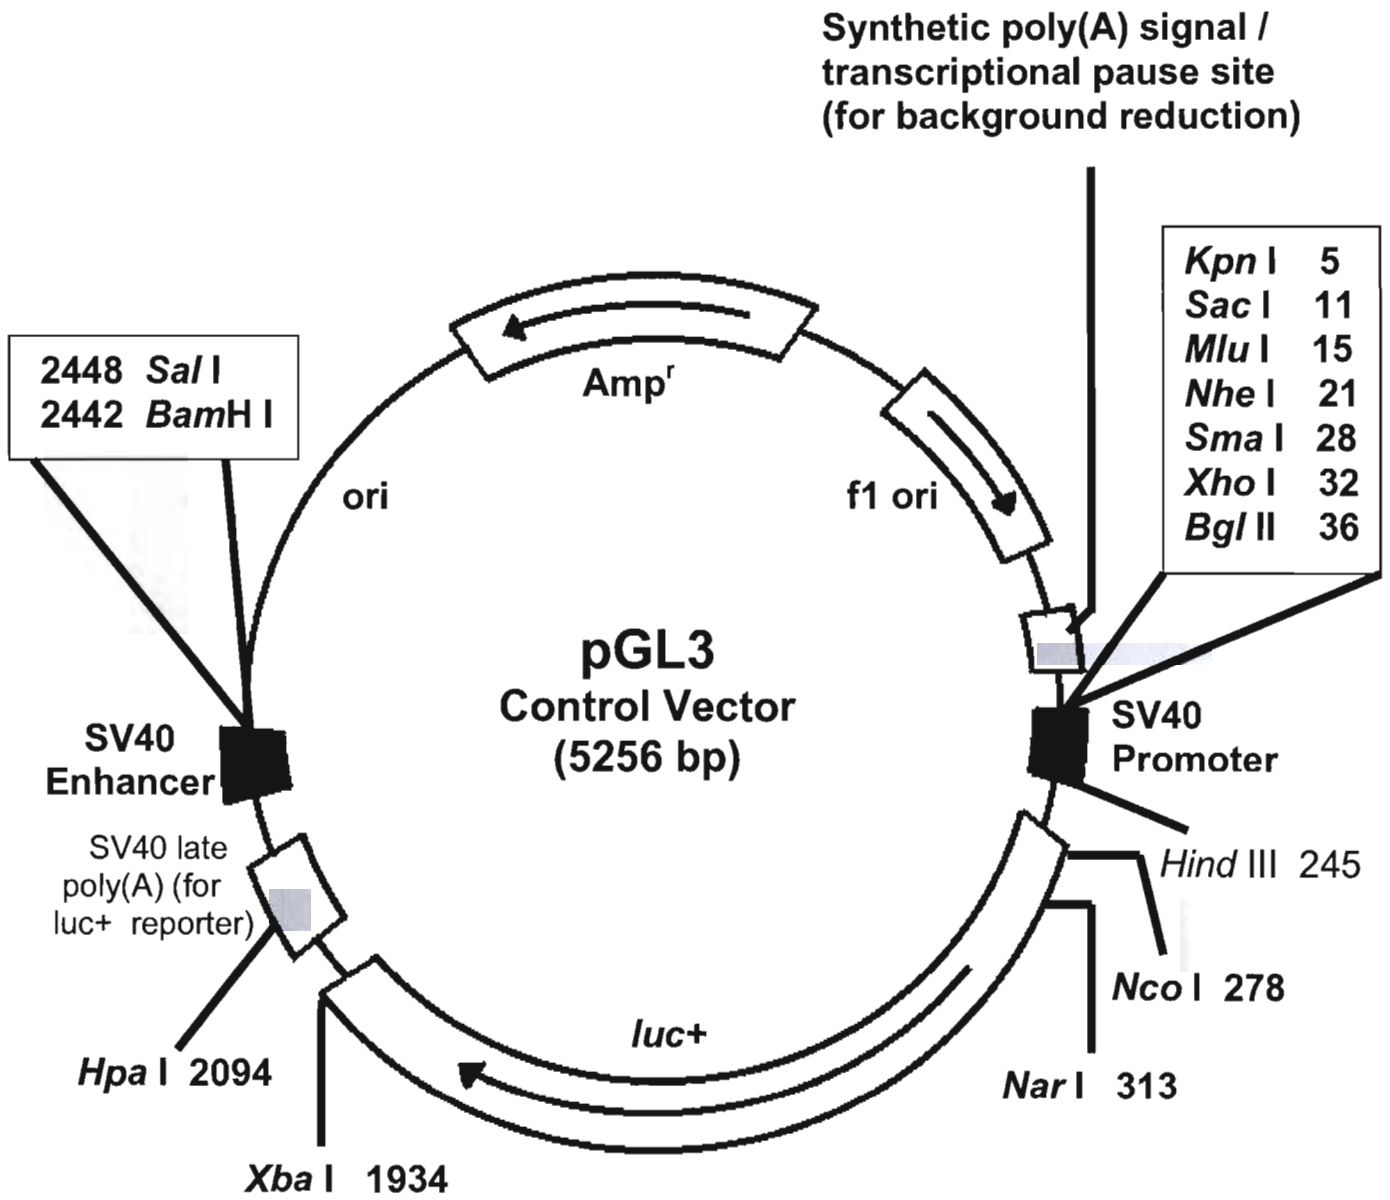 Synthetic poly(A) signal /
transcriptional pause site
(for background reduction)
Kpn I 5
Sac I 11
Mlu I 15
Nhe I 21
Sma I 28
Xho I 32
Bgl II 36
2448 Sal I
2442 BamH I
Ampʳ
ori
f1 ori
pGL3
Control Vector
(5256 bp)
SV40
Enhancer
SV40
Promoter
SV40 late
poly(A) (for
luc+ reporter)
Hind III 245
Nco I 278
luc+
Hpa I 2094
Nar I 313
Xba I 1934